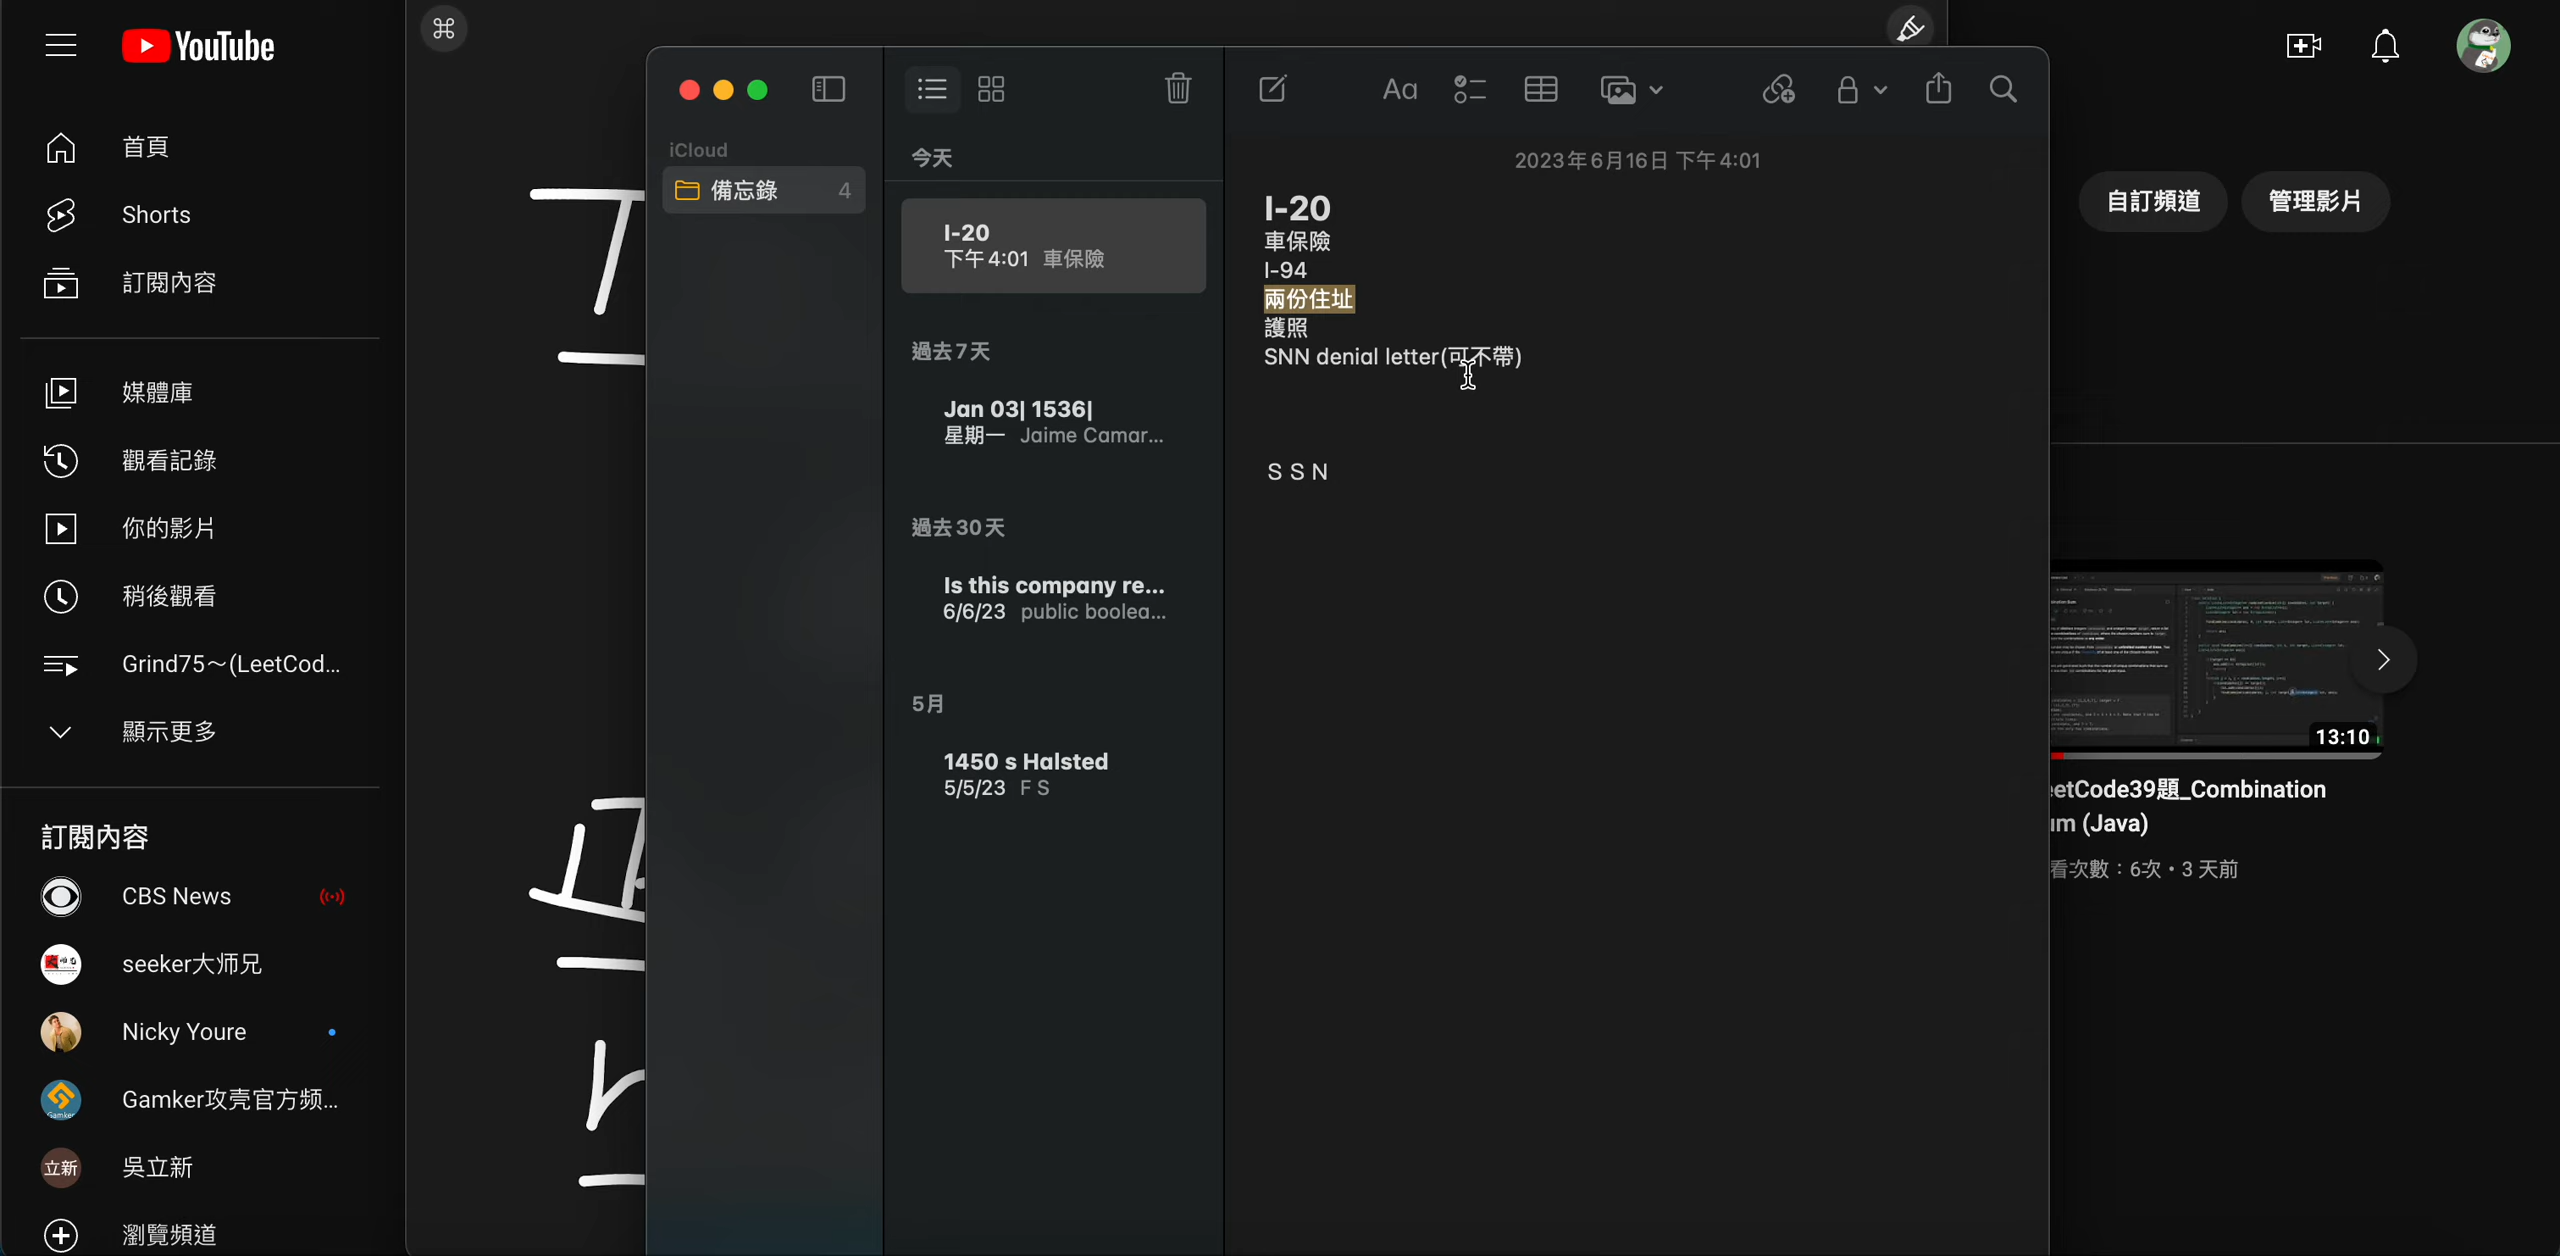 YouTube
首頁
Shorts
訂閱內容
媒體庫
觀看記錄
你的影片
稍後觀看
Grind75～(LeetCod...
顯示更多
訂閱內容
CBS News
seeker大师兄
Nicky Youre
Gamker攻壳官方频...
立新
吳立新
瀏覽頻道
iCloud
備忘錄 4
今天
I-20
下午4:01 車保險
過去7天
Jan 03| 1536|
星期一 Jaime Camar...
過去30天
Is this company re...
6/6/23 public boolea...
5月
1450 s Halsted
5/5/23 F S
Aa
2023年6月16日 下午4:01
I-20
車保險
I-94
兩份住址
護照
SNN denial letter(可不帶)
S S N
自訂頻道
管理影片
13:10
eetCode39題_Combination
um (Java)
看次數：6次・3 天前